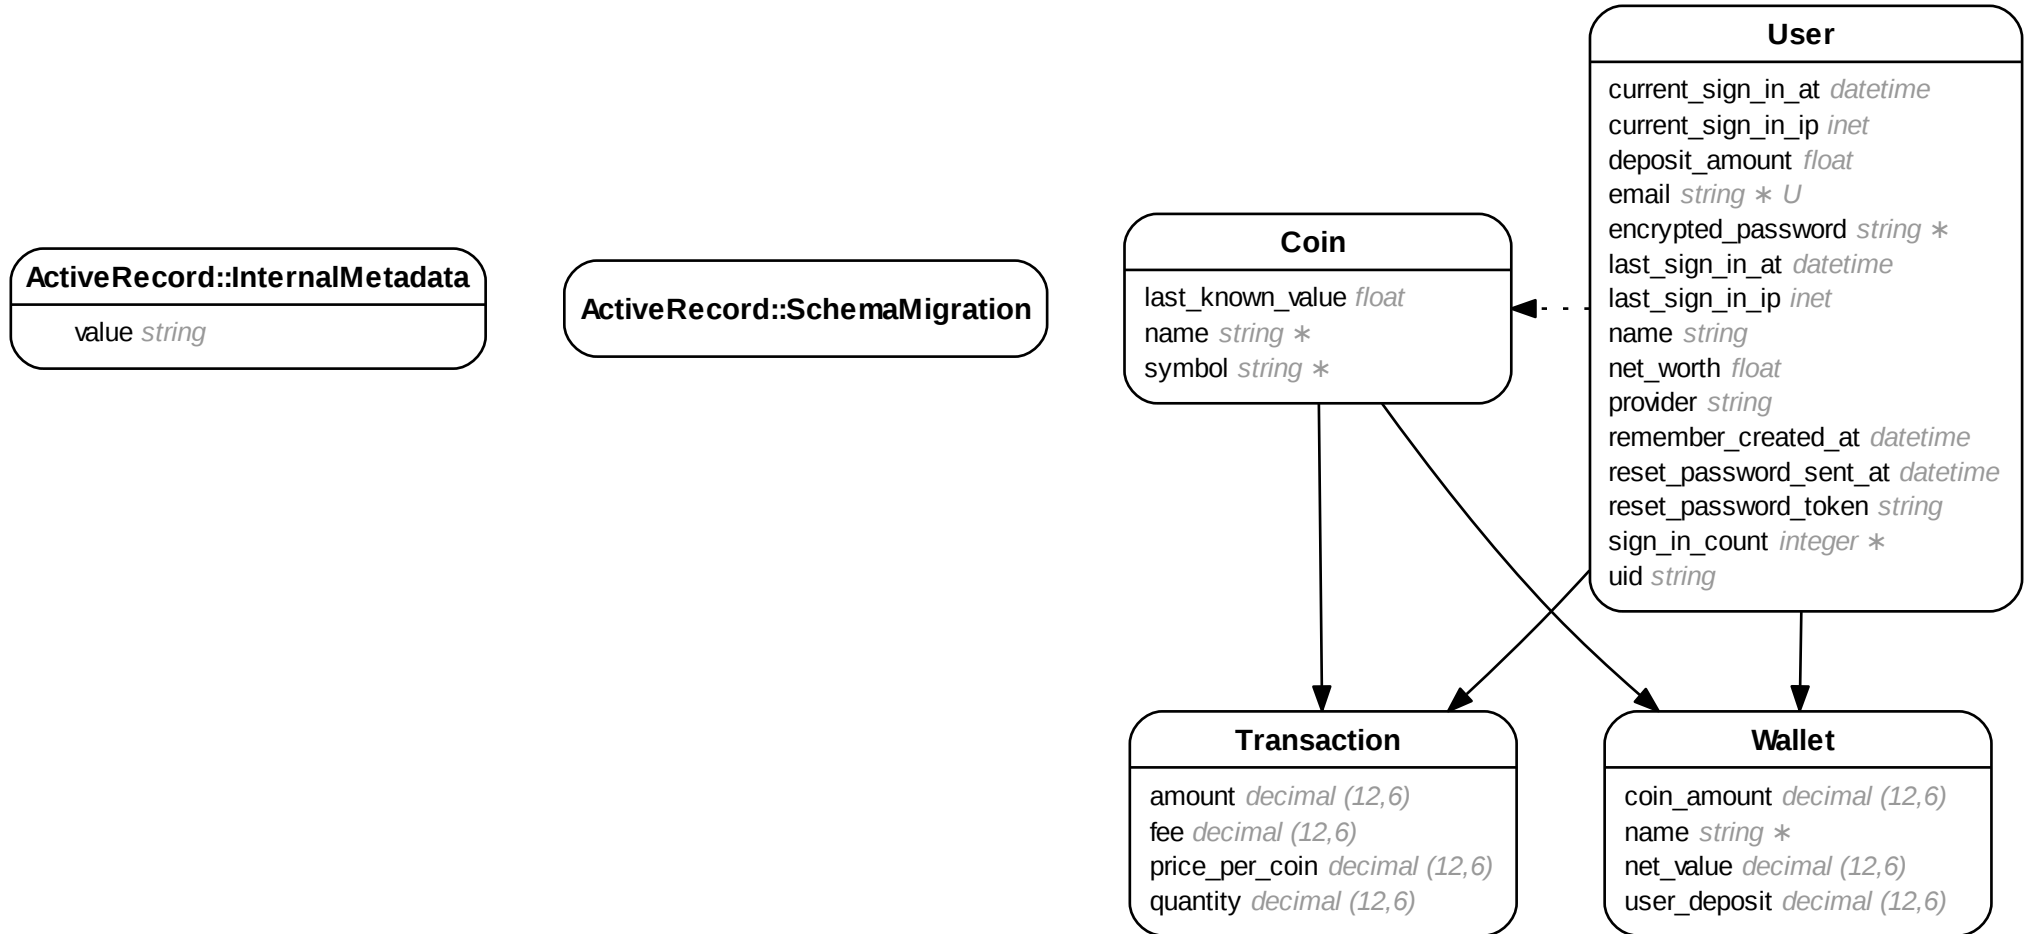 ActiveRecord::InternalMetadata
value string
ActiveRecord::SchemaMigration
Coin
last_known_value float
name string ∗
symbol string ∗
User
current_sign_in_at datetime
current_sign_in_ip inet
deposit_amount float
email string ∗ U
encrypted_password string ∗
last_sign_in_at datetime
last_sign_in_ip inet
name string
net_worth float
provider string
remember_created_at datetime
reset_password_sent_at datetime
reset_password_token string
sign_in_count integer ∗
uid string
Transaction
amount decimal (12,6)
fee decimal (12,6)
price_per_coin decimal (12,6)
quantity decimal (12,6)
Wallet
coin_amount decimal (12,6)
name string ∗
net_value decimal (12,6)
user_deposit decimal (12,6)